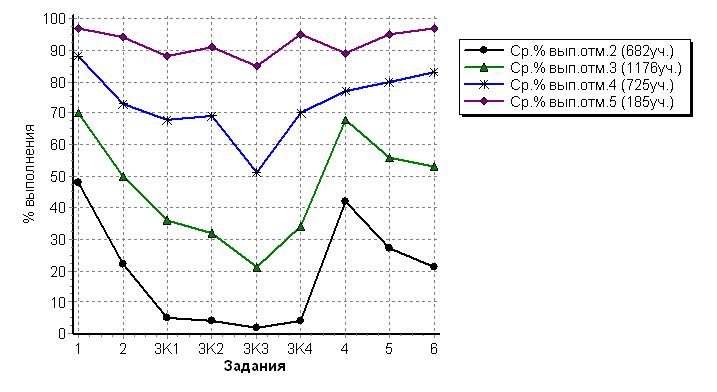 100
90
80
70
60
50
40
30
20
10
0
% выполнения
1 2 3К1 3К2 3К3 3К4 4 5 6
Задания
Ср.% вып.отм.2 (682уч.)
Ср.% вып.отм.3 (1176уч.)
Ср.% вып.отм.4 (725уч.)
Ср.% вып.отм.5 (185уч.)